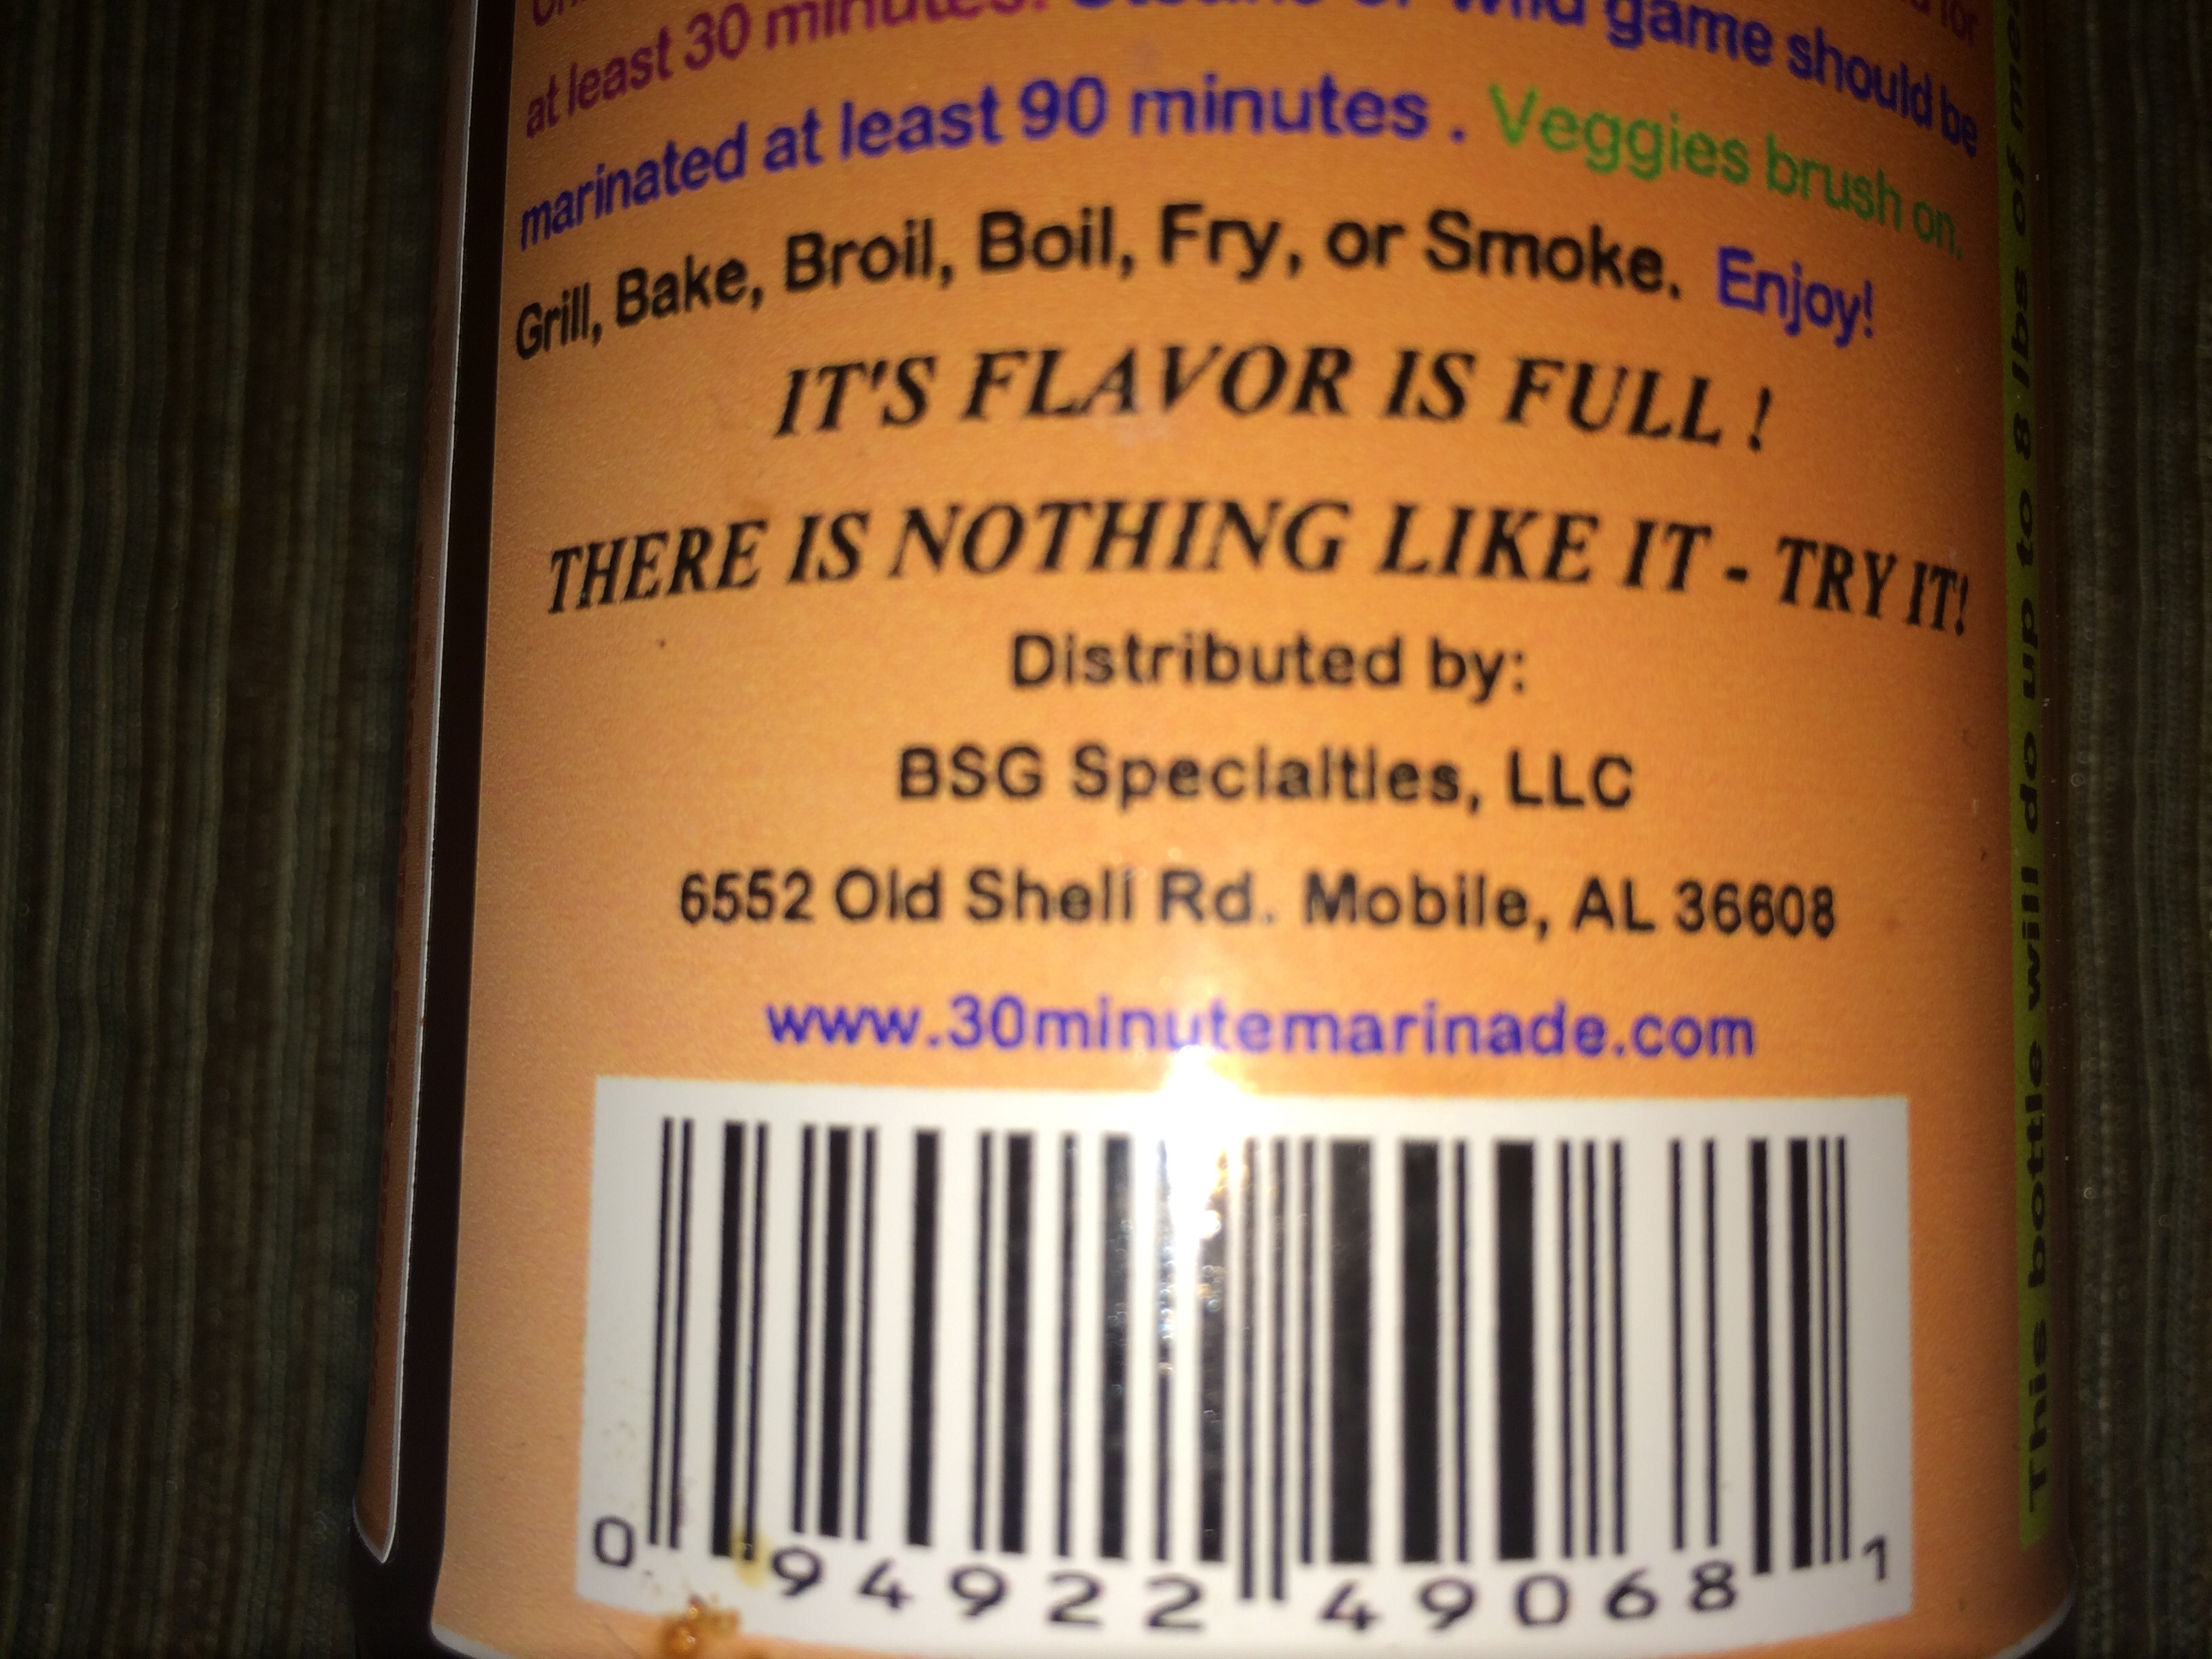 at least 30 minutes. Steaks or wild game should be
marinated at least 90 minutes . Veggies brush on.
Grill, Bake, Broil, Boil, Fry, or Smoke. Enjoy!
IT'S FLAVOR IS FULL !
THERE IS NOTHING LIKE IT - TRY IT!
Distributed by:
BSG Specialties, LLC
6552 Old Shell Rd. Mobile, AL 36608
www.30minutemarinade.com
0 94922 49068 1
This bottle will do up to 8 lbs of